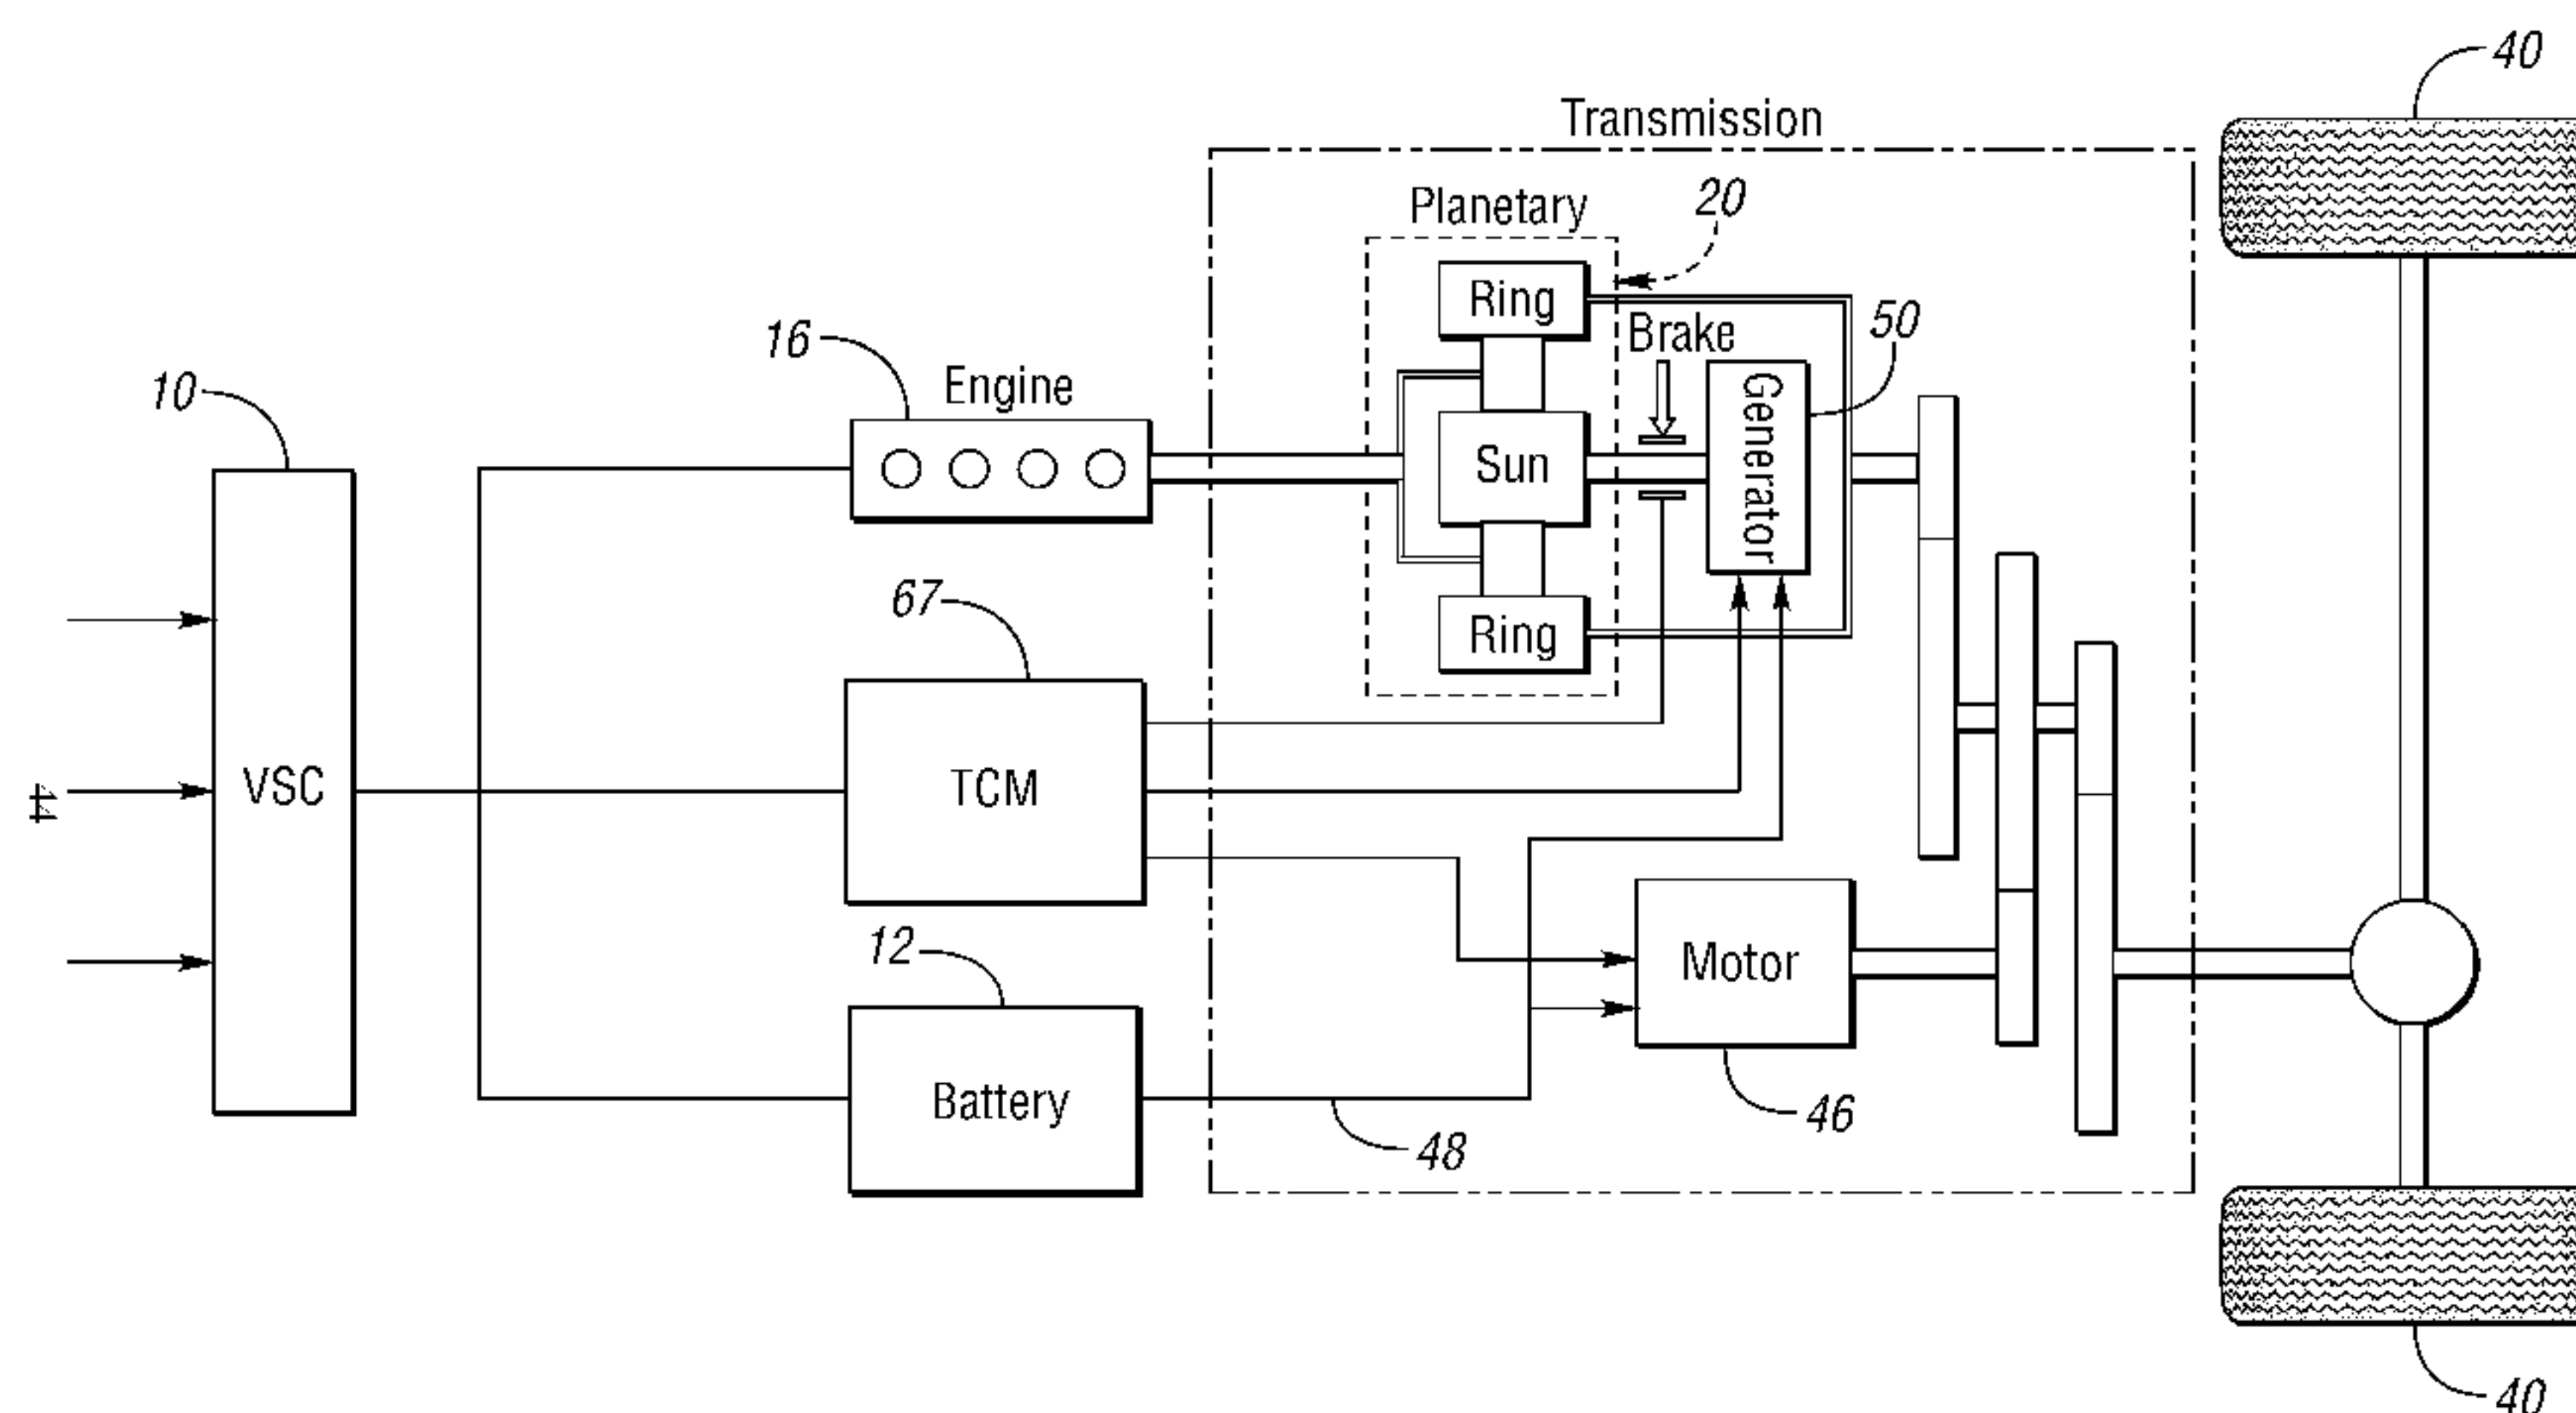 40
Transmission
Planetary
20
Ring
Brake
50
16
Engine
10
Generator
Sun
67
Ring
VSC
TCM
44
12
Motor
Battery
46
48
40